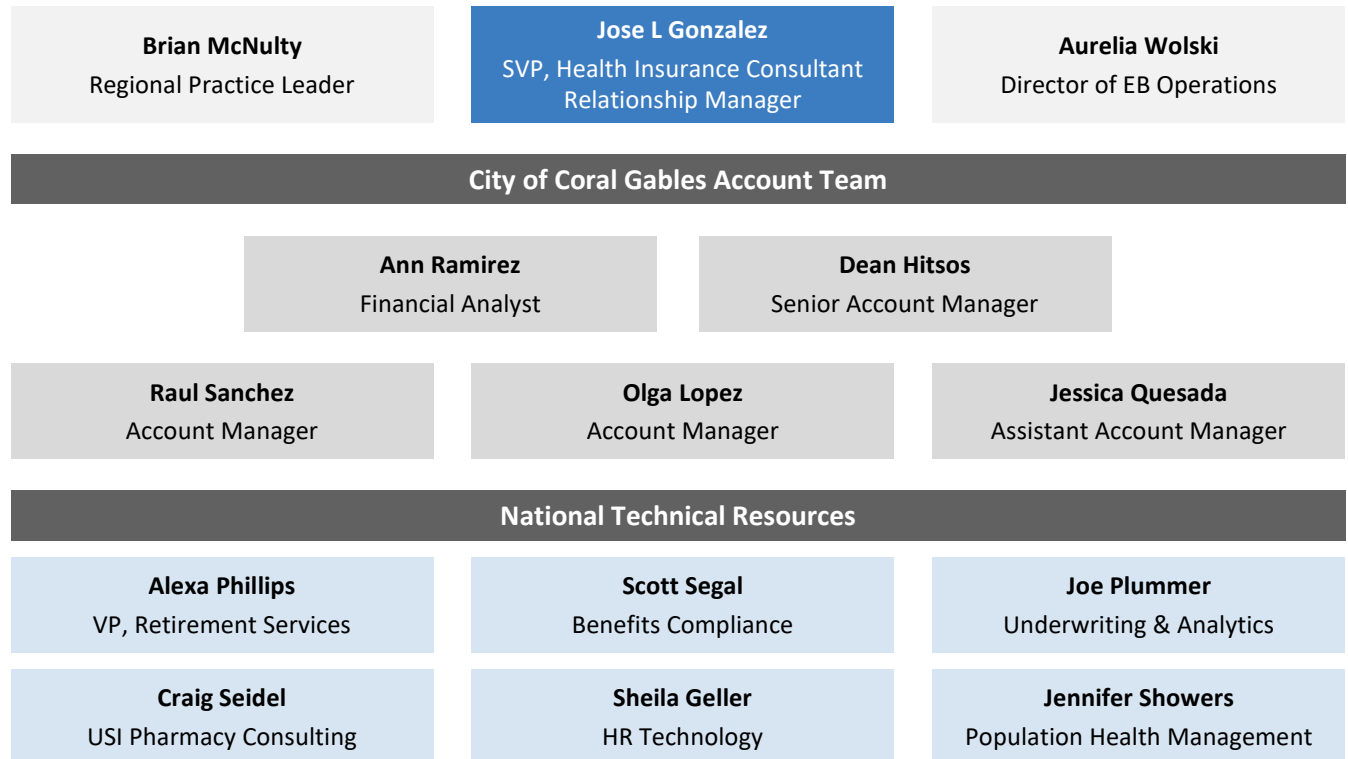 Brian McNulty
Regional Practice Leader
Jose L Gonzalez
SVP, Health Insurance Consultant
Relationship Manager
Aurelia Wolski
Director of EB Operations
City of Coral Gables Account Team
Ann Ramirez
Financial Analyst
Dean Hitsos
Senior Account Manager
Raul Sanchez
Account Manager
Olga Lopez
Account Manager
Jessica Quesada
Assistant Account Manager
National Technical Resources
Alexa Phillips
VP, Retirement Services
Scott Segal
Benefits Compliance
Joe Plummer
Underwriting & Analytics
Craig Seidel
USI Pharmacy Consulting
Sheila Geller
HR Technology
Jennifer Showers
Population Health Management